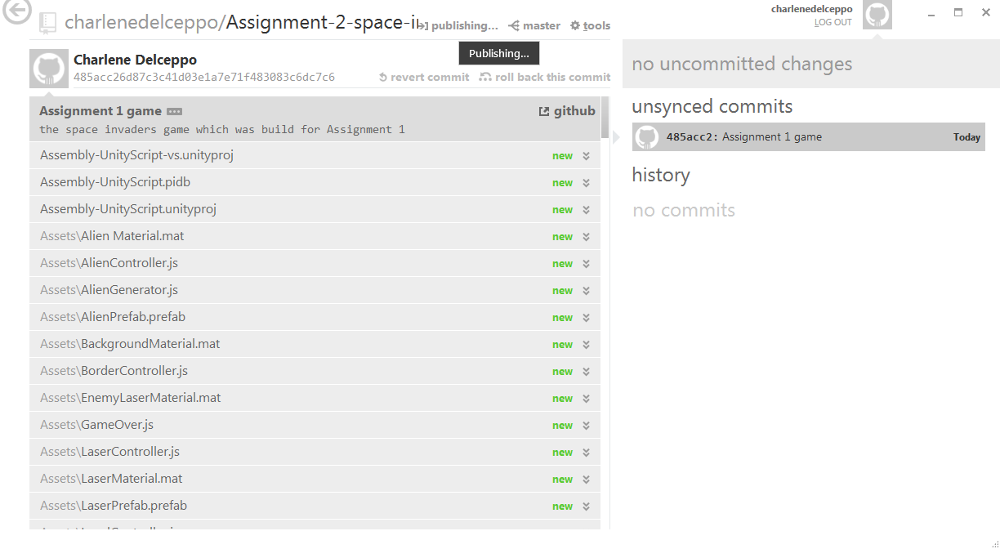 charlenedelceppo/Assignment-2-space-i
publishing...
master
tools
Publishing...
Charlene Delceppo
485acc26d87c3c41d03e1a7e71f483083c6dc7c6
revert commit
roll back this commit
Assignment 1 game
github
the space invaders game which was build for Assignment 1
Assembly-UnityScript-vs.unityproj new
Assembly-UnityScript.pidb new
Assembly-UnityScript.unityproj new
Assets\Alien Material.mat new
Assets\AlienController.js new
Assets\AlienGenerator.js new
Assets\AlienPrefab.prefab new
Assets\BackgroundMaterial.mat new
Assets\BorderController.js new
Assets\EnemyLaserMaterial.mat new
Assets\GameOver.js new
Assets\LaserController.js new
Assets\LaserMaterial.mat new
Assets\LaserPrefab.prefab new
charlenedelceppo
LOG OUT
no uncommitted changes
unsynced commits
485acc2: Assignment 1 game Today
history
no commits